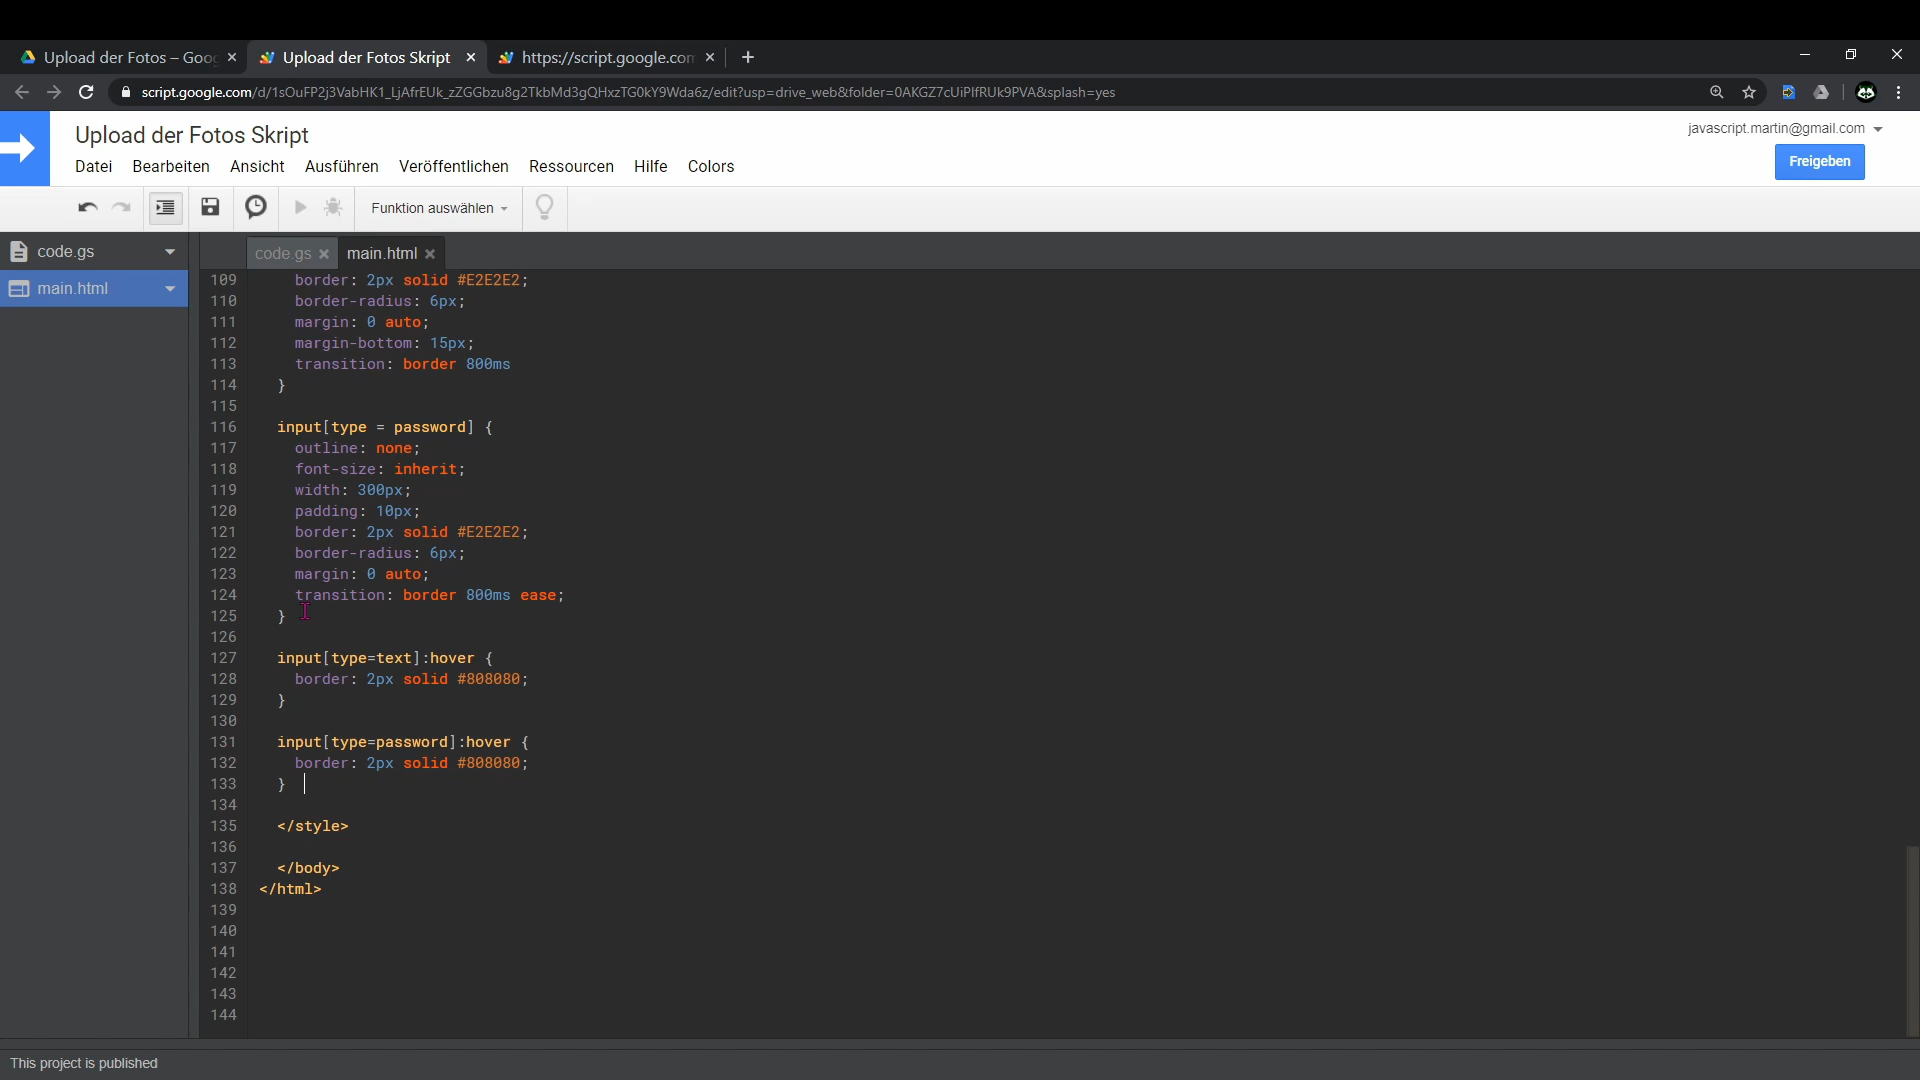 Upload der Fotos – Goo
Upload der Fotos Skript
https://script.google.com
script.google.com/d/1sOuFP2j3VabHK1_LjAfrEUk_zZGGbzu8g2TkbMd3gQHxzTG0kY9Wda6z/edit?usp=drive_web&folder=0AKGZ7cUiPlfRUk9PVA&splash=yes
Upload der Fotos Skript
javascript.martin@gmail.com
Datei Bearbeiten Ansicht Ausführen Veröffentlichen Ressourcen Hilfe Colors
Freigeben
Funktion auswählen
code.gs
main.html
code.gs
main.html
109 border: 2px solid #E2E2E2;
110 border-radius: 6px;
111 margin: 0 auto;
112 margin-bottom: 15px;
113 transition: border 800ms
114 }
115
116 input[type = password] {
117 outline: none;
118 font-size: inherit;
119 width: 300px;
120 padding: 10px;
121 border: 2px solid #E2E2E2;
122 border-radius: 6px;
123 margin: 0 auto;
124 transition: border 800ms ease;
125 }
126
127 input[type=text]:hover {
128 border: 2px solid #808080;
129 }
130
131 input[type=password]:hover {
132 border: 2px solid #808080;
133 }
134
135 </style>
136
137 </body>
138 </html>
139
140
141
142
143
144
This project is published